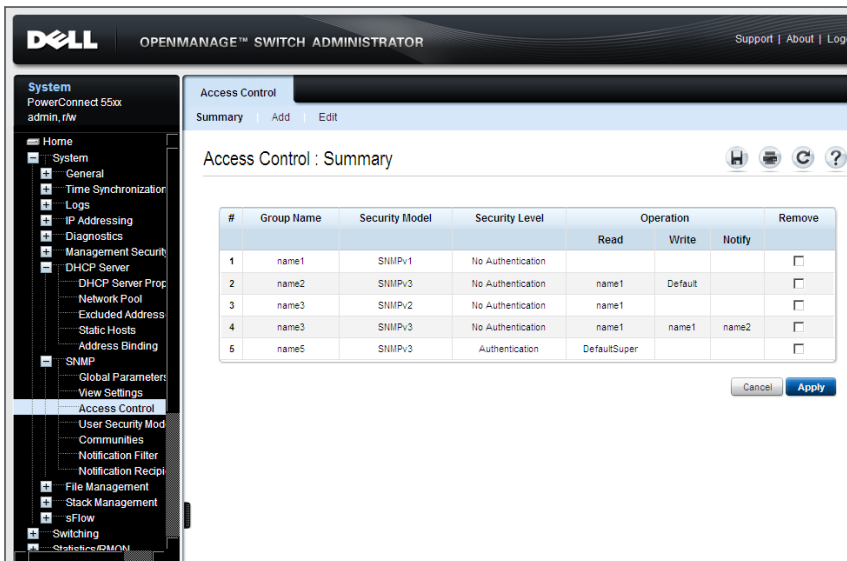 DELL
OPENMANAGE™ SWITCH ADMINISTRATOR
Support | About | Log
System
PowerConnect 55xx
admin, r/w
Home
System
General
Time Synchronization
Logs
IP Addressing
Diagnostics
Management Securit
DHCP Server
DHCP Server Prop
Network Pool
Excluded Address
Static Hosts
Address Binding
SNMP
Global Parameters
View Settings
Access Control
User Security Mod
Communities
Notification Filter
Notification Recipi
File Management
Stack Management
sFlow
Switching
Statistics/RMON
Access Control
Summary | Add | Edit
Access Control : Summary
# Group Name Security Model Security Level Operation Remove
Read Write Notify
1 name1 SNMPv1 No Authentication
2 name2 SNMPv3 No Authentication name1 Default
3 name3 SNMPv2 No Authentication name1
4 name3 SNMPv3 No Authentication name1 name1 name2
5 name5 SNMPv3 Authentication DefaultSuper
Cancel Apply